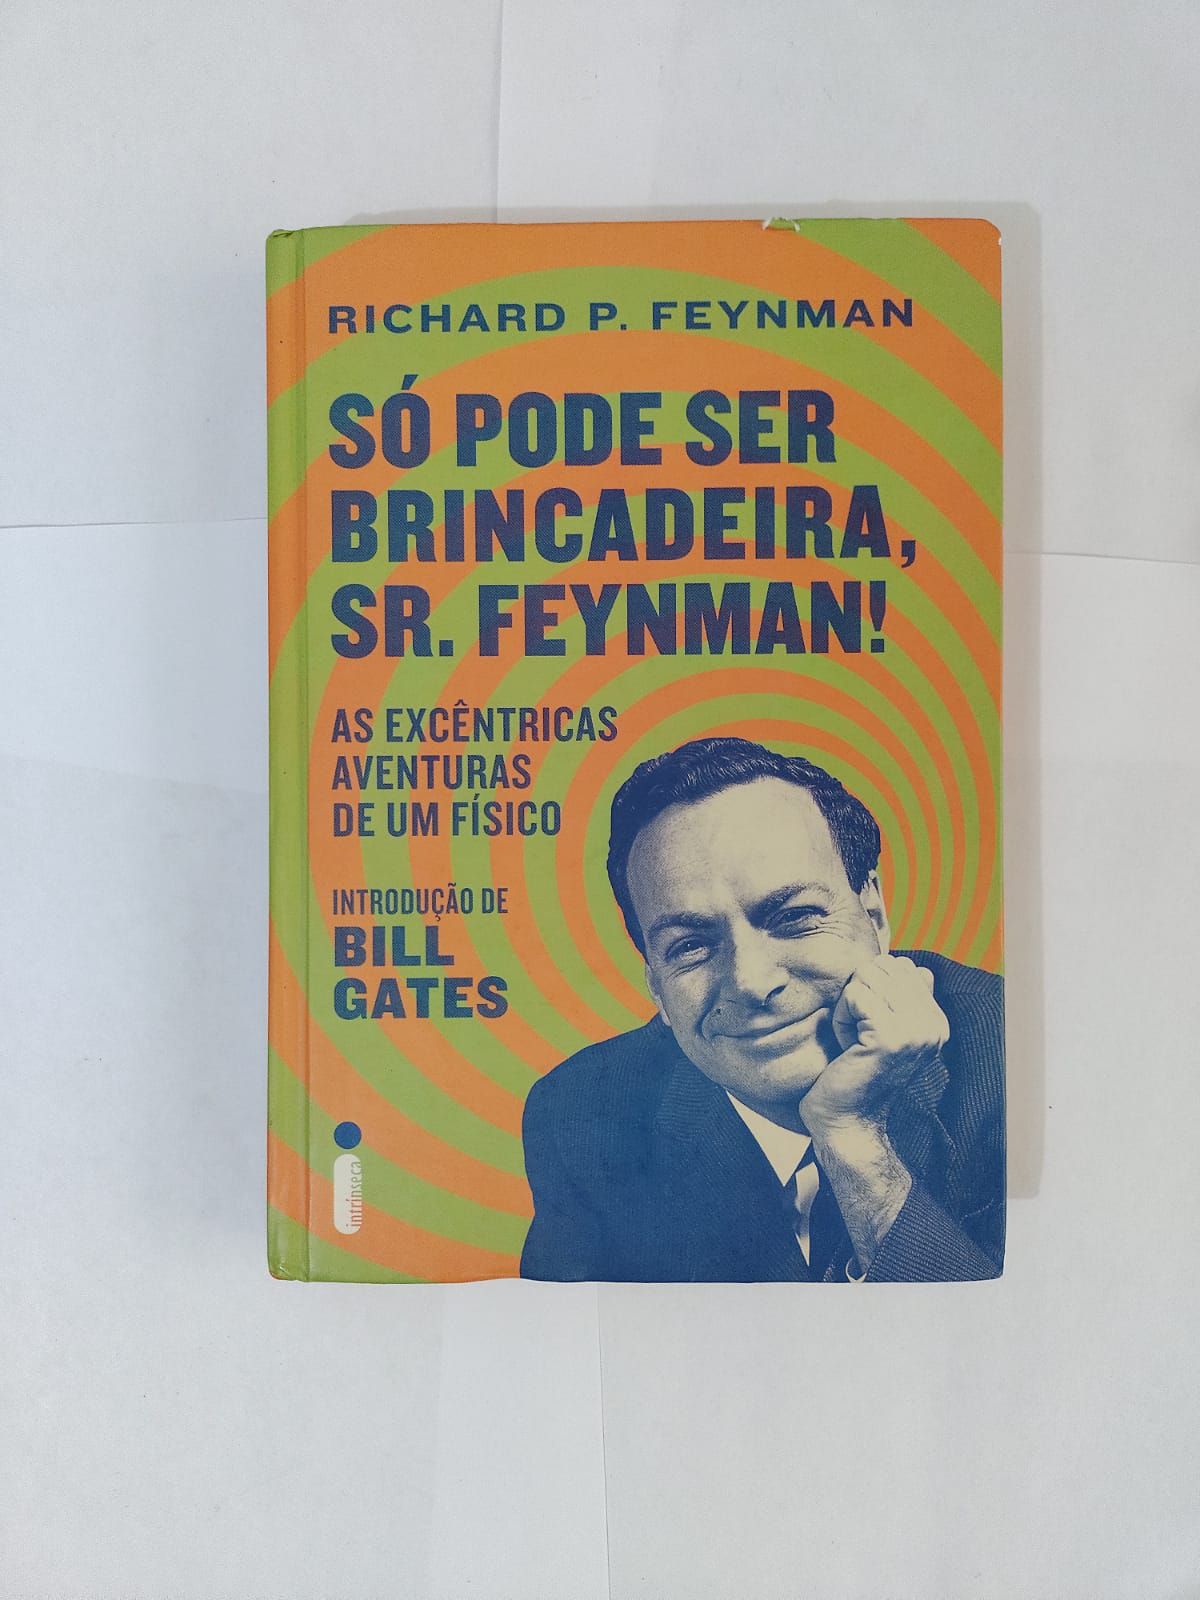 RICHARD P. FEYNMAN
SÓ PODE SER
BRINCADEIRA,
SR. FEYNMAN!
AS EXCÊNTRICAS
AVENTURAS
DE UM FÍSICO
INTRODUÇÃO DE
BILL
GATES
intrínseca